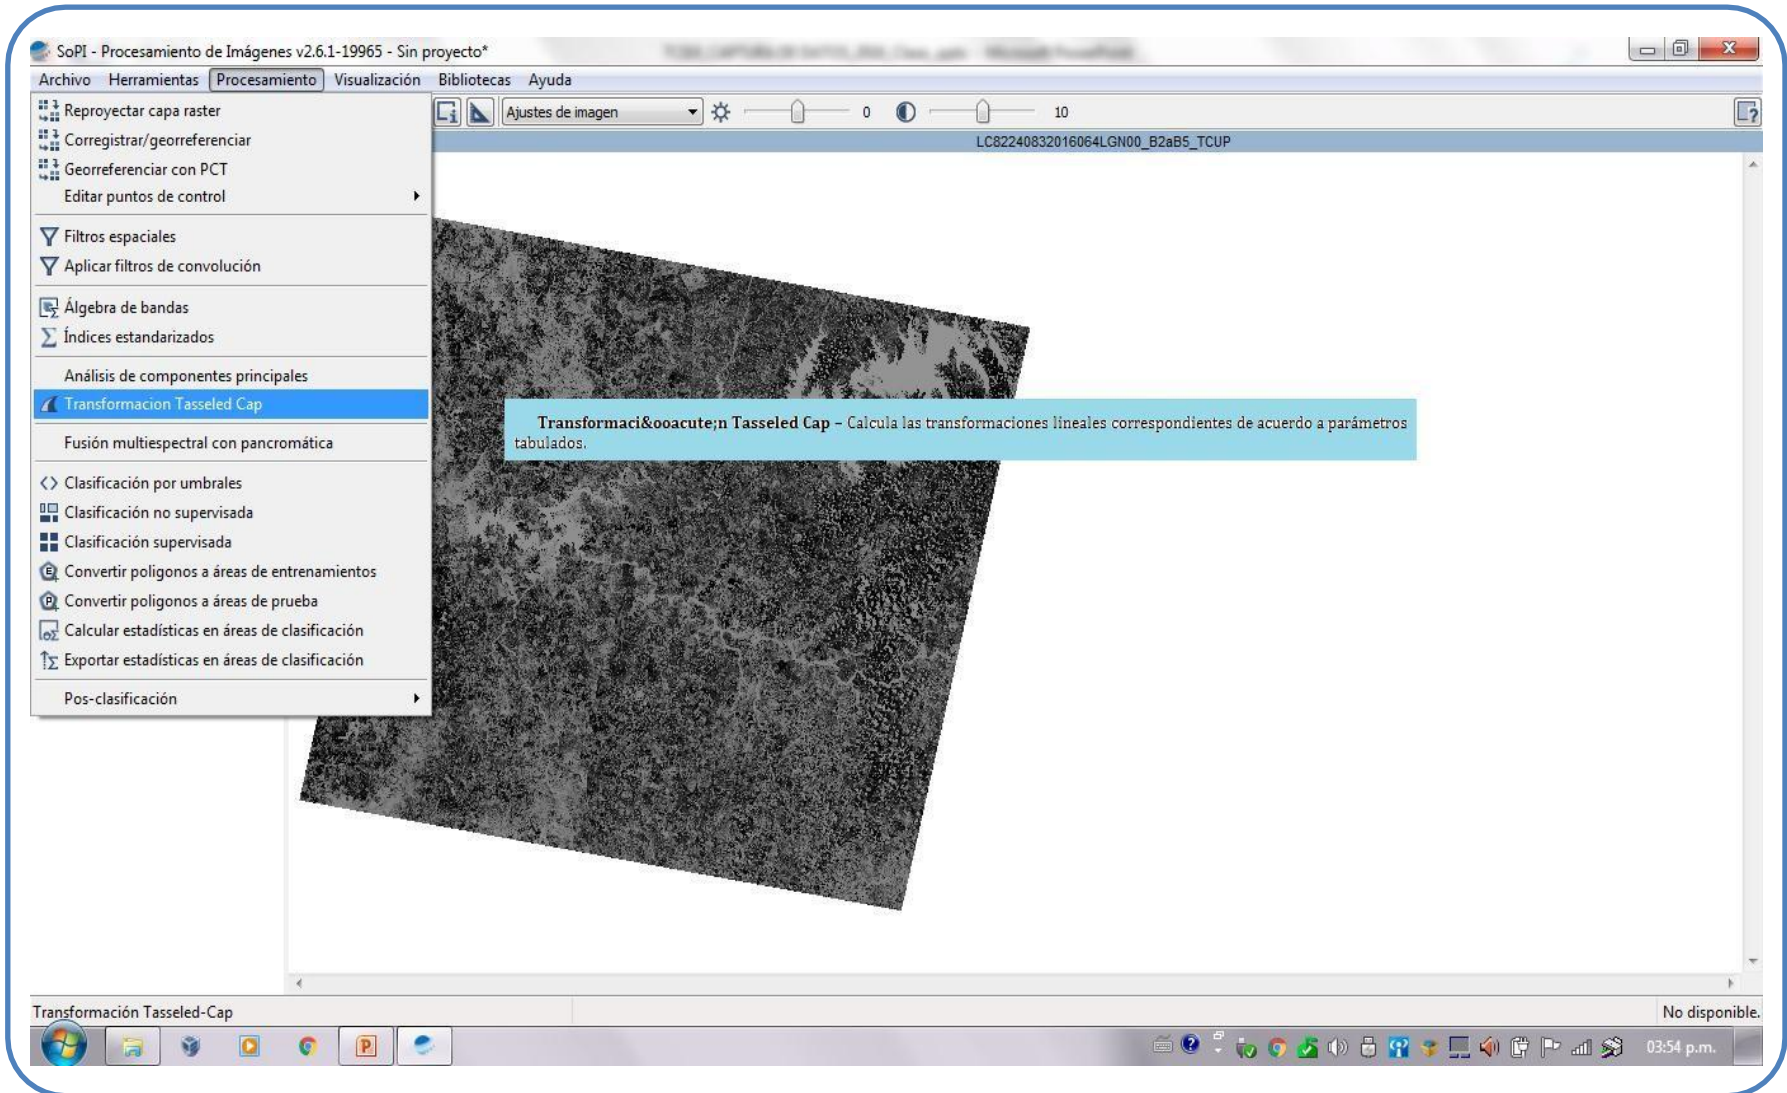 SoPI - Procesamiento de Imágenes v2.6.1-19965 - Sin proyecto*
Archivo Herramientas Procesamiento Visualización Bibliotecas Ayuda
Ajustes de imagen 0 10
LC82240832016064LGN00_B2aB5_TCUP
Reproyectar capa raster
Corregistrar/georreferenciar
Georreferenciar con PCT
Editar puntos de control
Filtros espaciales
Aplicar filtros de convolución
Álgebra de bandas
Índices estandarizados
Análisis de componentes principales
Transformacion Tasseled Cap
Fusión multiespectral con pancromática
Clasificación por umbrales
Clasificación no supervisada
Clasificación supervisada
Convertir poligonos a áreas de entrenamientos
Convertir poligonos a áreas de prueba
Calcular estadísticas en áreas de clasificación
Exportar estadísticas en áreas de clasificación
Pos-clasificación
Transformaci&ooacute;n Tasseled Cap – Calcula las transformaciones lineales correspondientes de acuerdo a parámetros
tabulados.
Transformación Tasseled-Cap
No disponible.
03:54 p.m.